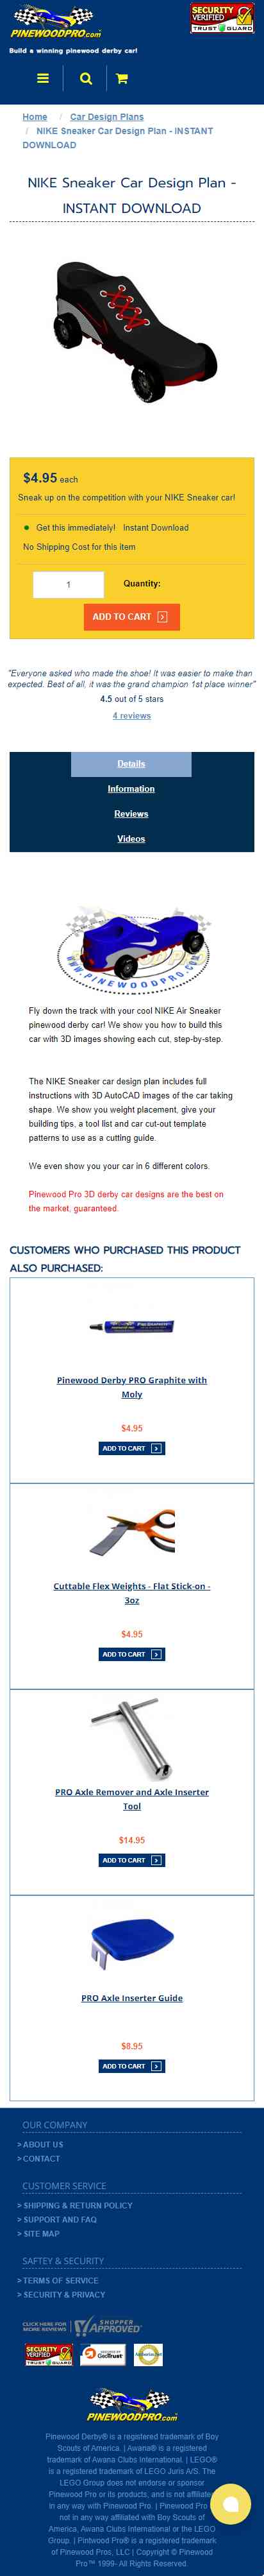 PINEWOODPRO.com
SECURITY
VERIFIED
TRUST GUARD
Build a winning pinewood derby car!
Home / Car Design Plans
/ NIKE Sneaker Car Design Plan - INSTANT
DOWNLOAD
NIKE Sneaker Car Design Plan -
INSTANT DOWNLOAD
$4.95 each
Sneak up on the competition with your NIKE Sneaker car!
Get this immediately! Instant Download
No Shipping Cost for this item
1 Quantity:
ADD TO CART
"Everyone asked who made the shoe! It was easier to make than
expected. Best of all, it was the grand champion 1st place winner"
4.5 out of 5 stars
4 reviews
Details
Information
Reviews
Videos
WWW.PINEWOODPRO.COM
Fly down the track with your cool NIKE Air Sneaker
pinewood derby car! We show you how to build this
car with 3D images showing each cut, step-by-step.
The NIKE Sneaker car design plan includes full
instructions with 3D AutoCAD images of the car taking
shape. We show you weight placement, give your
building tips, a tool list and car cut-out template
patterns to use as a cutting guide.
We even show you your car in 6 different colors.
Pinewood Pro 3D derby car designs are the best on
the market, guaranteed.
CUSTOMERS WHO PURCHASED THIS PRODUCT
ALSO PURCHASED:
Pinewood Derby PRO Graphite with
Moly
$4.95
ADD TO CART
Cuttable Flex Weights - Flat Stick-on -
3oz
$4.95
ADD TO CART
PRO Axle Remover and Axle Inserter
Tool
$14.95
ADD TO CART
PRO Axle Inserter Guide
$8.95
ADD TO CART
OUR COMPANY
> ABOUT US
> CONTACT
CUSTOMER SERVICE
> SHIPPING & RETURN POLICY
> SUPPORT AND FAQ
> SITE MAP
SAFTEY & SECURITY
> TERMS OF SERVICE
> SECURITY & PRIVACY
CLICK HERE FOR
MORE REVIEWS
SHOPPER
APPROVED
SECURITY
VERIFIED
TRUST GUARD
GeoTrust
PINEWOODPRO.com
Pinewood Derby® is a registered trademark of Boy
Scouts of America. | Awana® is a registered
trademark of Awana Clubs International. | LEGO®
is a registered trademark of LEGO Juris A/S. The
LEGO Group does not endorse or sponsor
Pinewood Pro or its products, and is not affiliated
in any way with Pinewood Pro. | Pinewood Pro
not in any way affiliated with Boy Scouts of
America, Awana Clubs International or the LEGO
Group. | Pintwood Pro® is a registered trademark
of Pinewood Pros, LLC | Copyright © Pinewood
Pro™ 1999- All Rights Reserved.